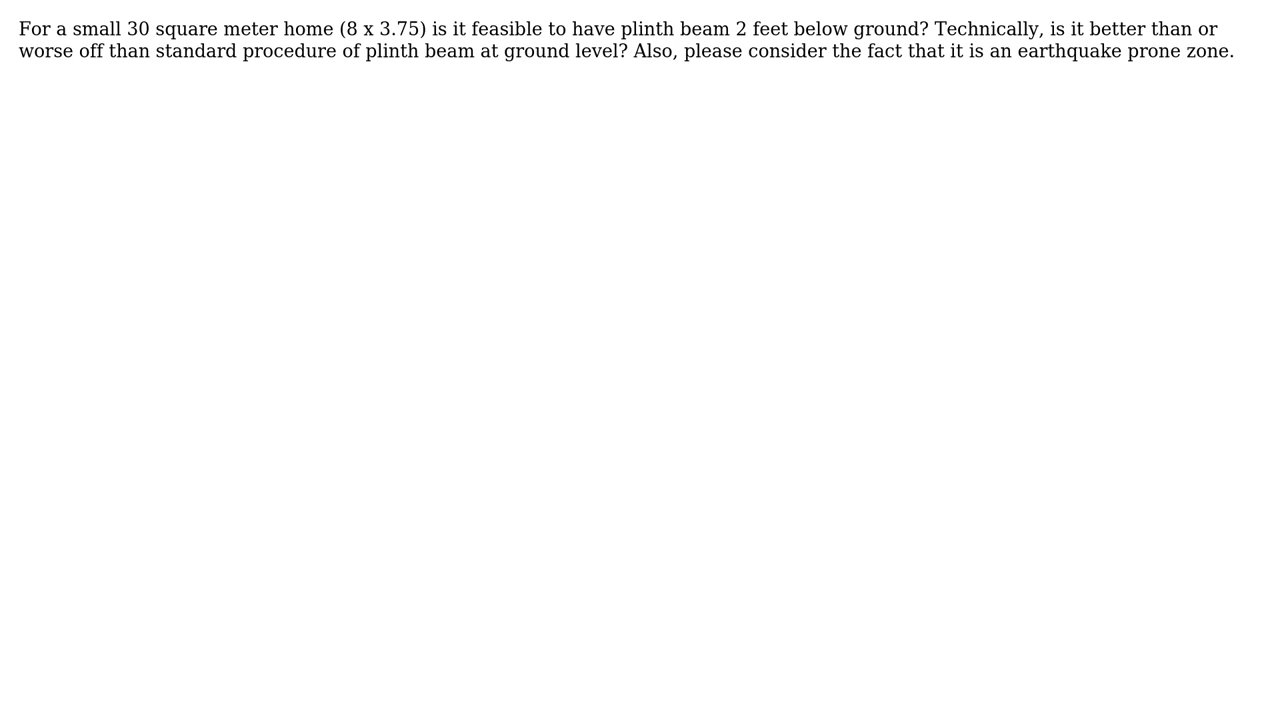 For a small 30 square meter home (8 x 3.75) is it feasible to have plinth beam 2 feet below ground? Technically, is it better than or
worse off than standard procedure of plinth beam at ground level? Also, please consider the fact that it is an earthquake prone zone.